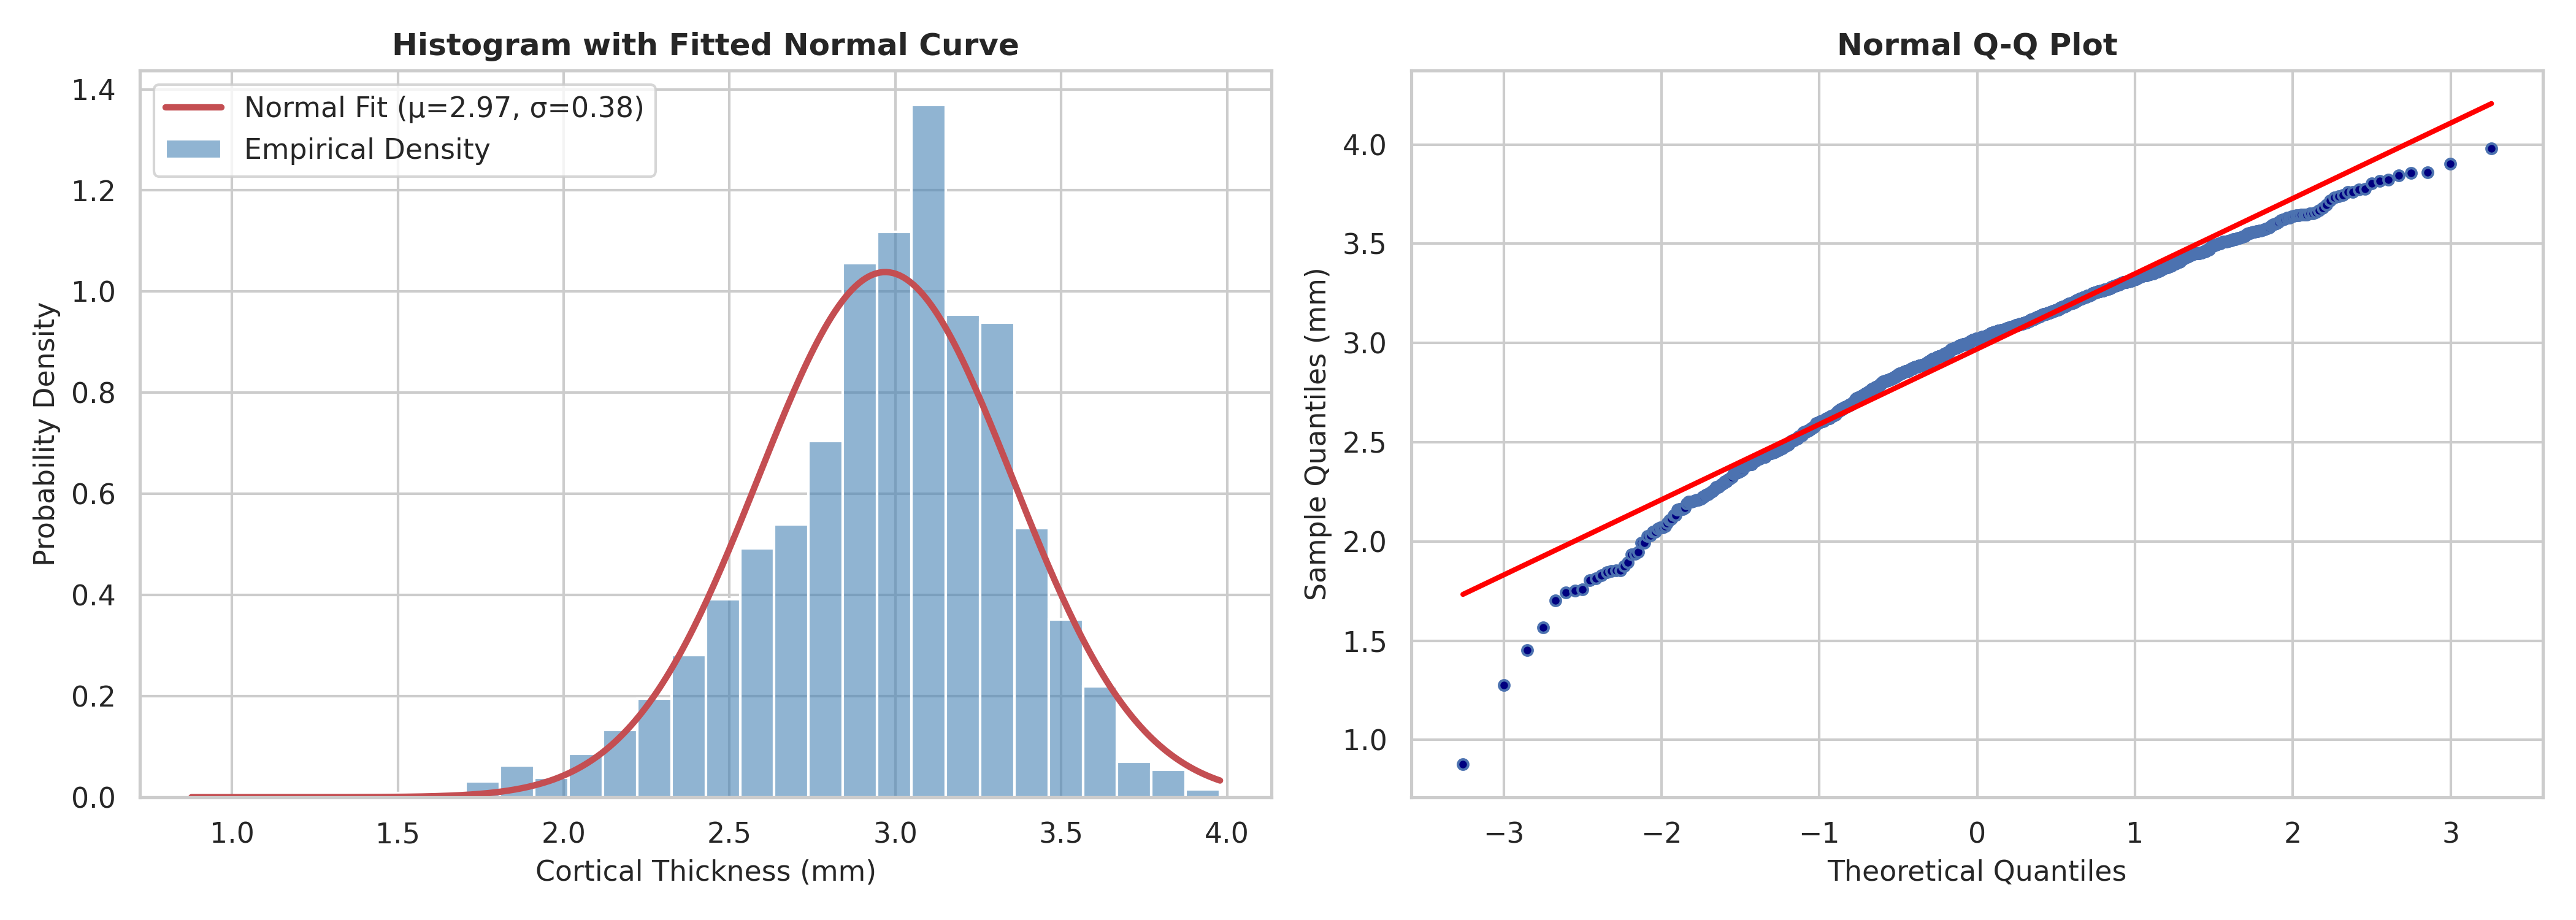 Histogram with Fitted Normal Curve
Normal Fit (μ=2.97, σ=0.38)
Empirical Density
Probability Density
1.4
1.2
1.0
0.8
0.6
0.4
0.2
0.0
1.0 1.5 2.0 2.5 3.0 3.5 4.0
Cortical Thickness (mm)
Normal Q-Q Plot
Sample Quantiles (mm)
4.0
3.5
3.0
2.5
2.0
1.5
1.0
−3 −2 −1 0 1 2 3
Theoretical Quantiles